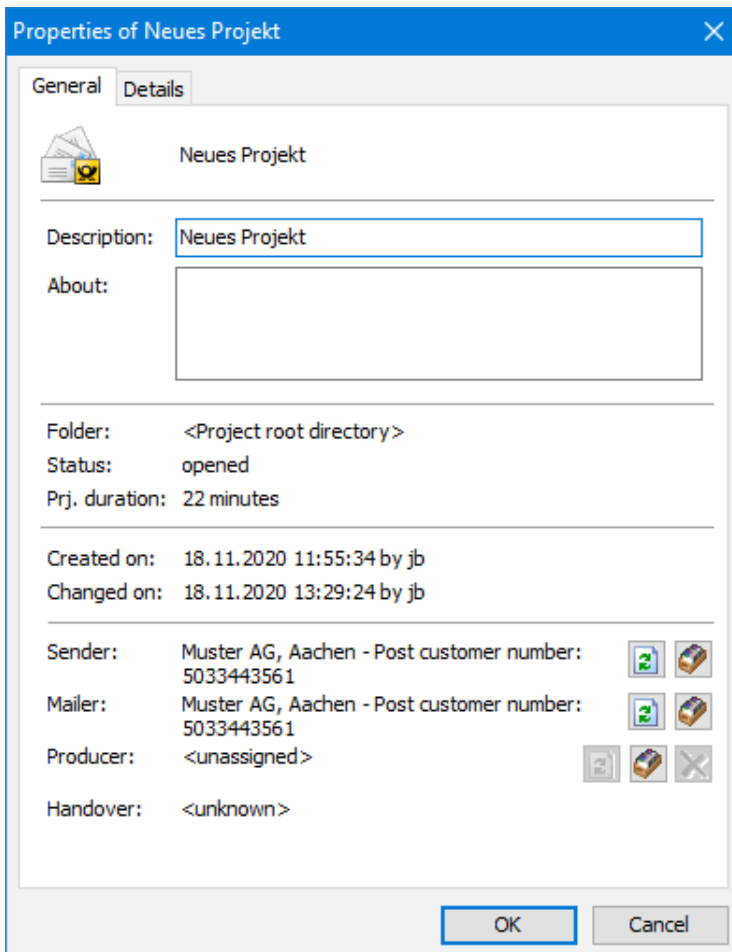 Properties of Neues Projekt
General Details
Neues Projekt
Description: Neues Projekt
About:
Folder: <Project root directory>
Status: opened
Prj. duration: 22 minutes
Created on: 18.11.2020 11:55:34 by jb
Changed on: 18.11.2020 13:29:24 by jb
Sender: Muster AG, Aachen - Post customer number:
5033443561
Mailer: Muster AG, Aachen - Post customer number:
5033443561
Producer: <unassigned>
Handover: <unknown>
OK Cancel